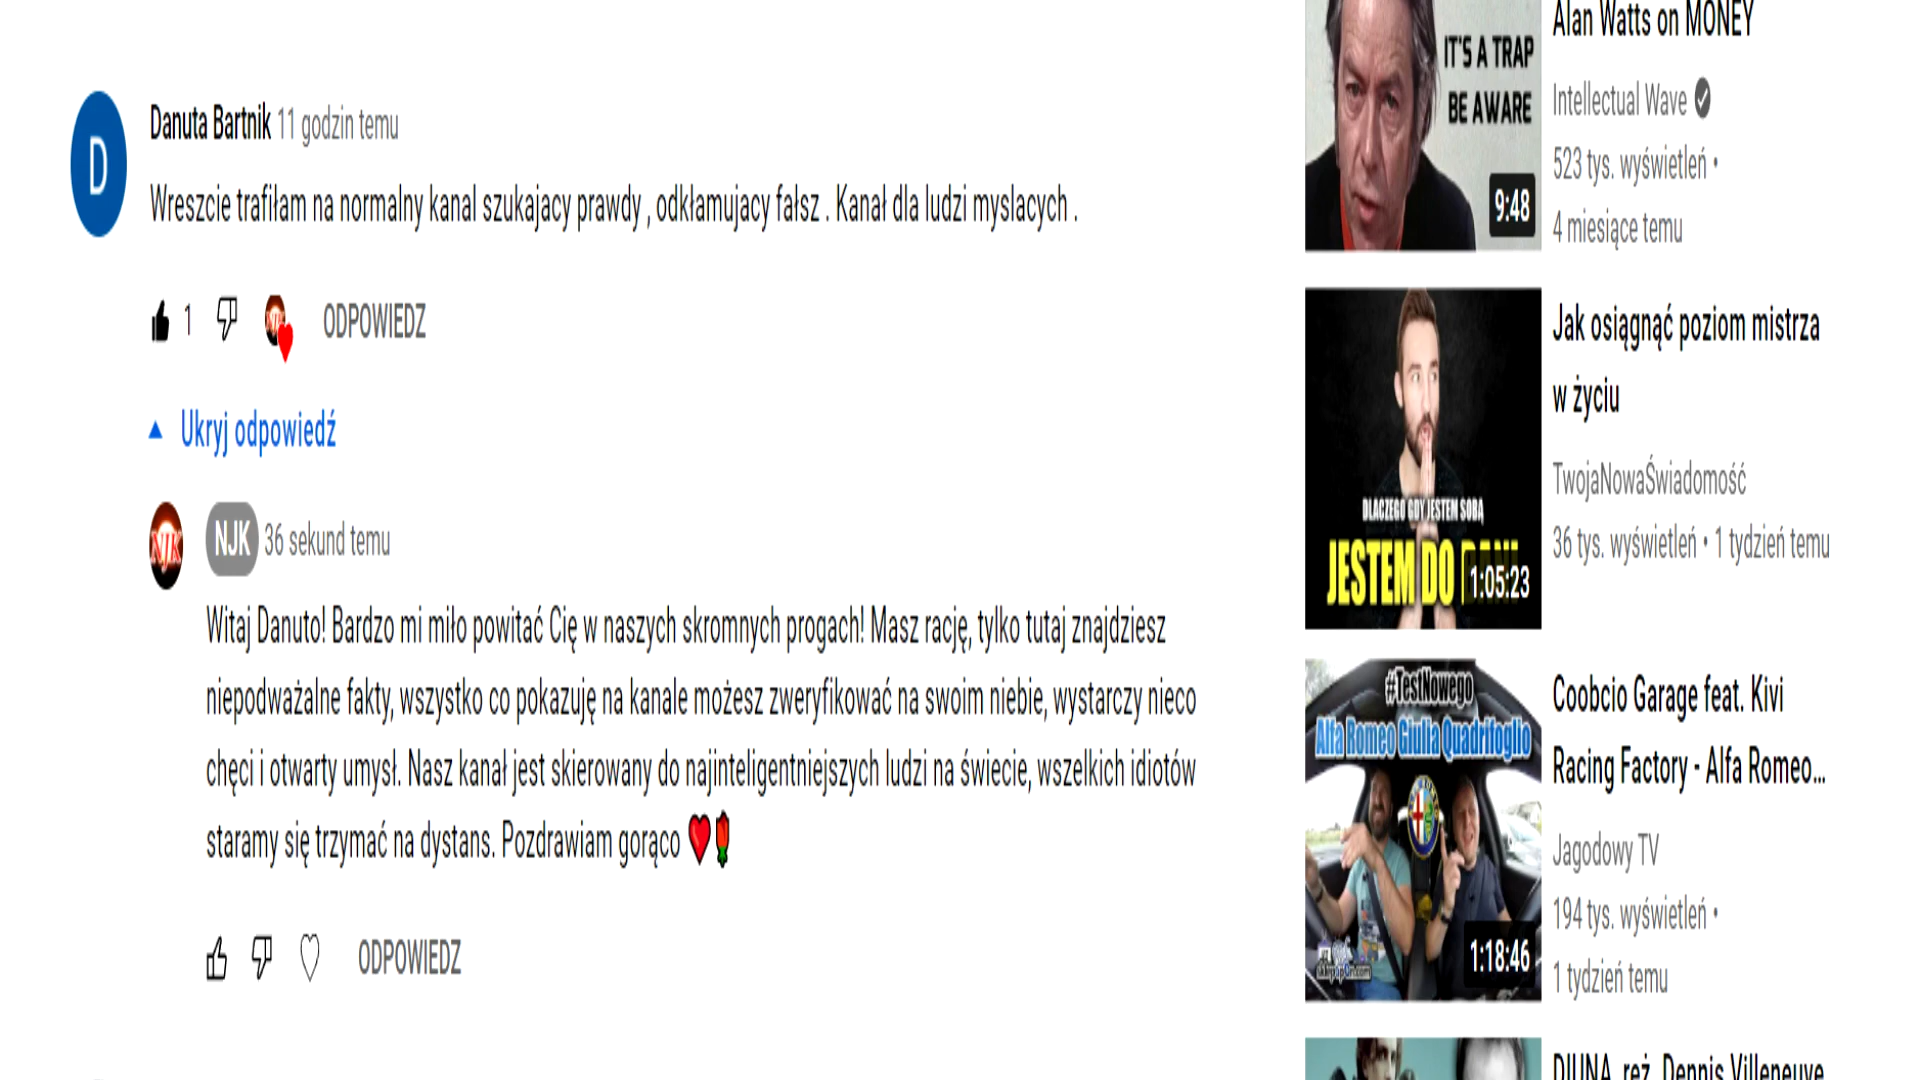 Danuta Bartnik 11 godzin temu
Wreszcie trafiłam na normalny kanal szukajacy prawdy , odkłamujacy fałsz . Kanał dla ludzi myslacych .
1 ODPOWIEDZ
Ukryj odpowiedź
NJK
NJK 36 sekund temu
Witaj Danuto! Bardzo mi miło powitać Cię w naszych skromnych progach! Masz rację, tylko tutaj znajdziesz
niepodważalne fakty, wszystko co pokazuję na kanale możesz zweryfikować na swoim niebie, wystarczy nieco
chęci i otwarty umysł. Nasz kanał jest skierowany do najinteligentniejszych ludzi na świecie, wszelkich idiotów
staramy się trzymać na dystans. Pozdrawiam gorąco ❤️🌹
ODPOWIEDZ
D
IT'S A TRAP
BE AWARE
9:48
Alan Watts on MONEY
Intellectual Wave
523 tys. wyświetleń •
4 miesiące temu
DLACZEGO GDY JESTEM SOBĄ
JESTEM DO
1:05:23
Jak osiągnąć poziom mistrza
w życiu
TwojaNowaŚwiadomość
36 tys. wyświetleń • 1 tydzień temu
#TestNowego
Alfa Romeo Giulia Quadrifoglio
1:18:46
Coobcio Garage feat. Kivi
Racing Factory - Alfa Romeo...
Jagodowy TV
194 tys. wyświetleń •
1 tydzień temu
DIUNA, reż. Dennis Villeneuve